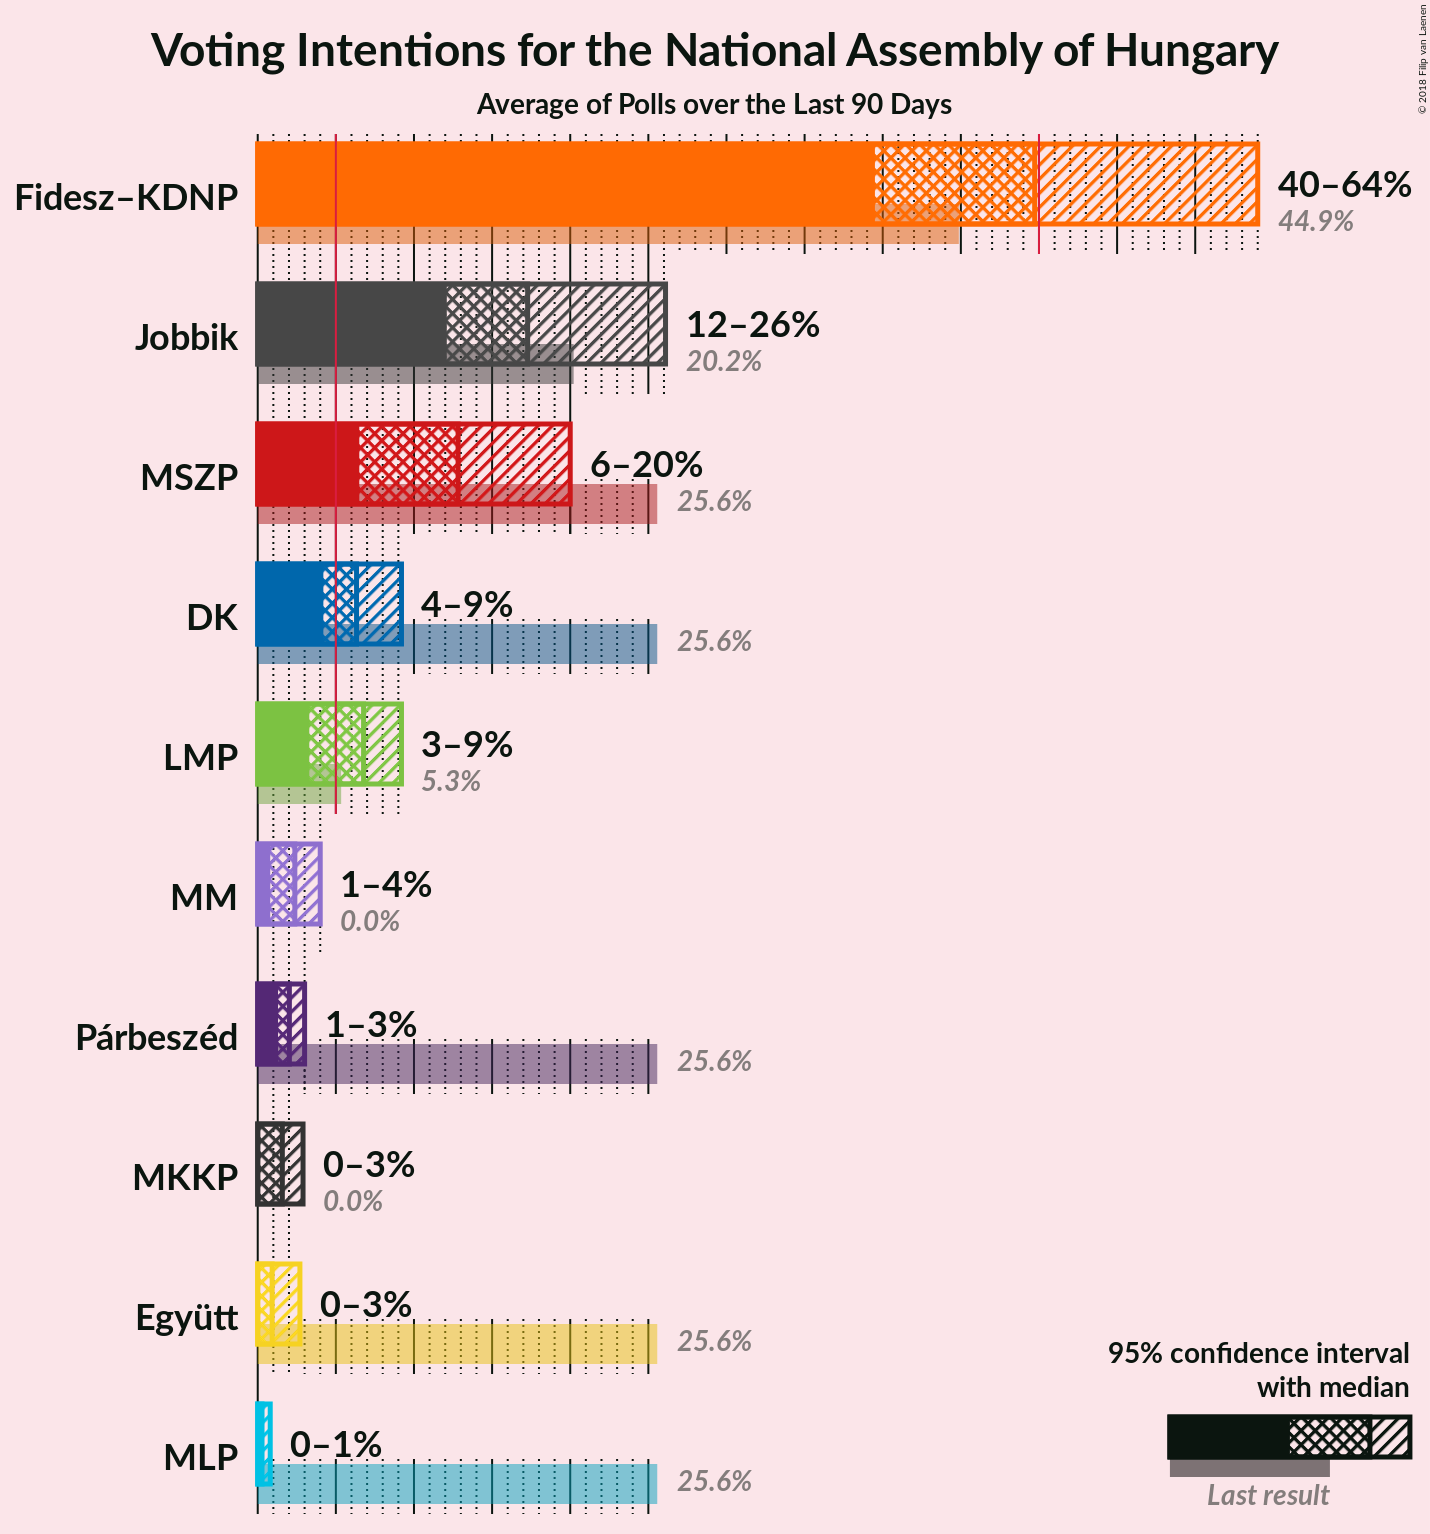 Voting Intentions for the National Assembly of Hungary
Average of Polls over the Last 90 Days
© 2018 Filip van Laenen
Fidesz–KDNP
40–64%
44.9%
Jobbik
12–26%
20.2%
MSZP
6–20%
25.6%
DK
4–9%
25.6%
LMP
3–9%
5.3%
MM
1–4%
0.0%
Párbeszéd
1–3%
25.6%
MKKP
0–3%
0.0%
Együtt
0–3%
25.6%
MLP
0–1%
25.6%
95% confidence interval
with median
Last result